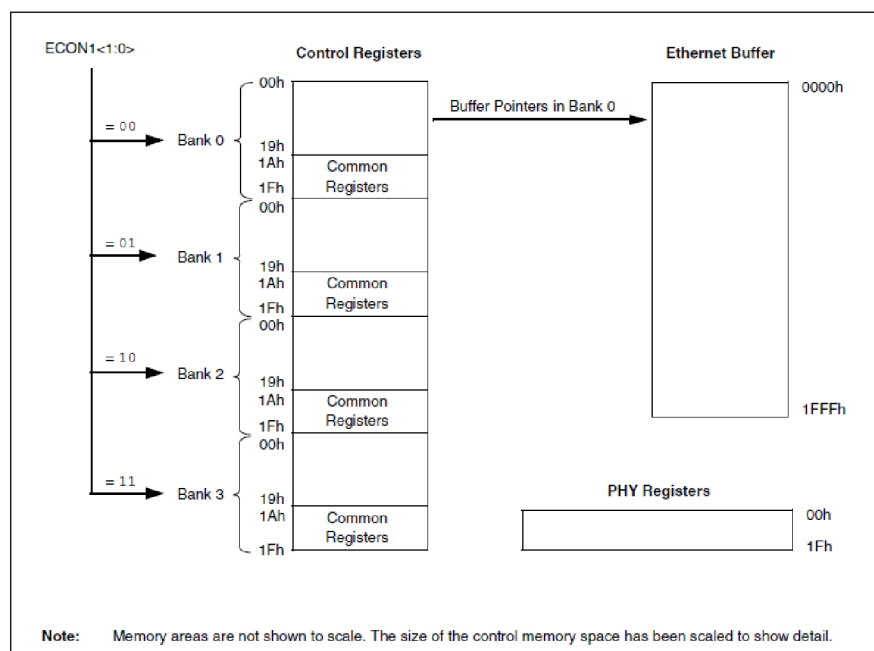 ECON1<1:0>
Control Registers
Ethernet Buffer
00h
0000h
Buffer Pointers in Bank 0
= 00
Bank 0
19h
1Ah
Common
Registers
1Fh
00h
= 01
Bank 1
19h
1Ah
Common
Registers
1Fh
00h
= 10
Bank 2
19h
1Ah
Common
Registers
1Fh
00h
1FFFh
= 11
Bank 3
19h
1Ah
Common
Registers
1Fh
PHY Registers
00h
1Fh
Note: Memory areas are not shown to scale. The size of the control memory space has been scaled to show detail.